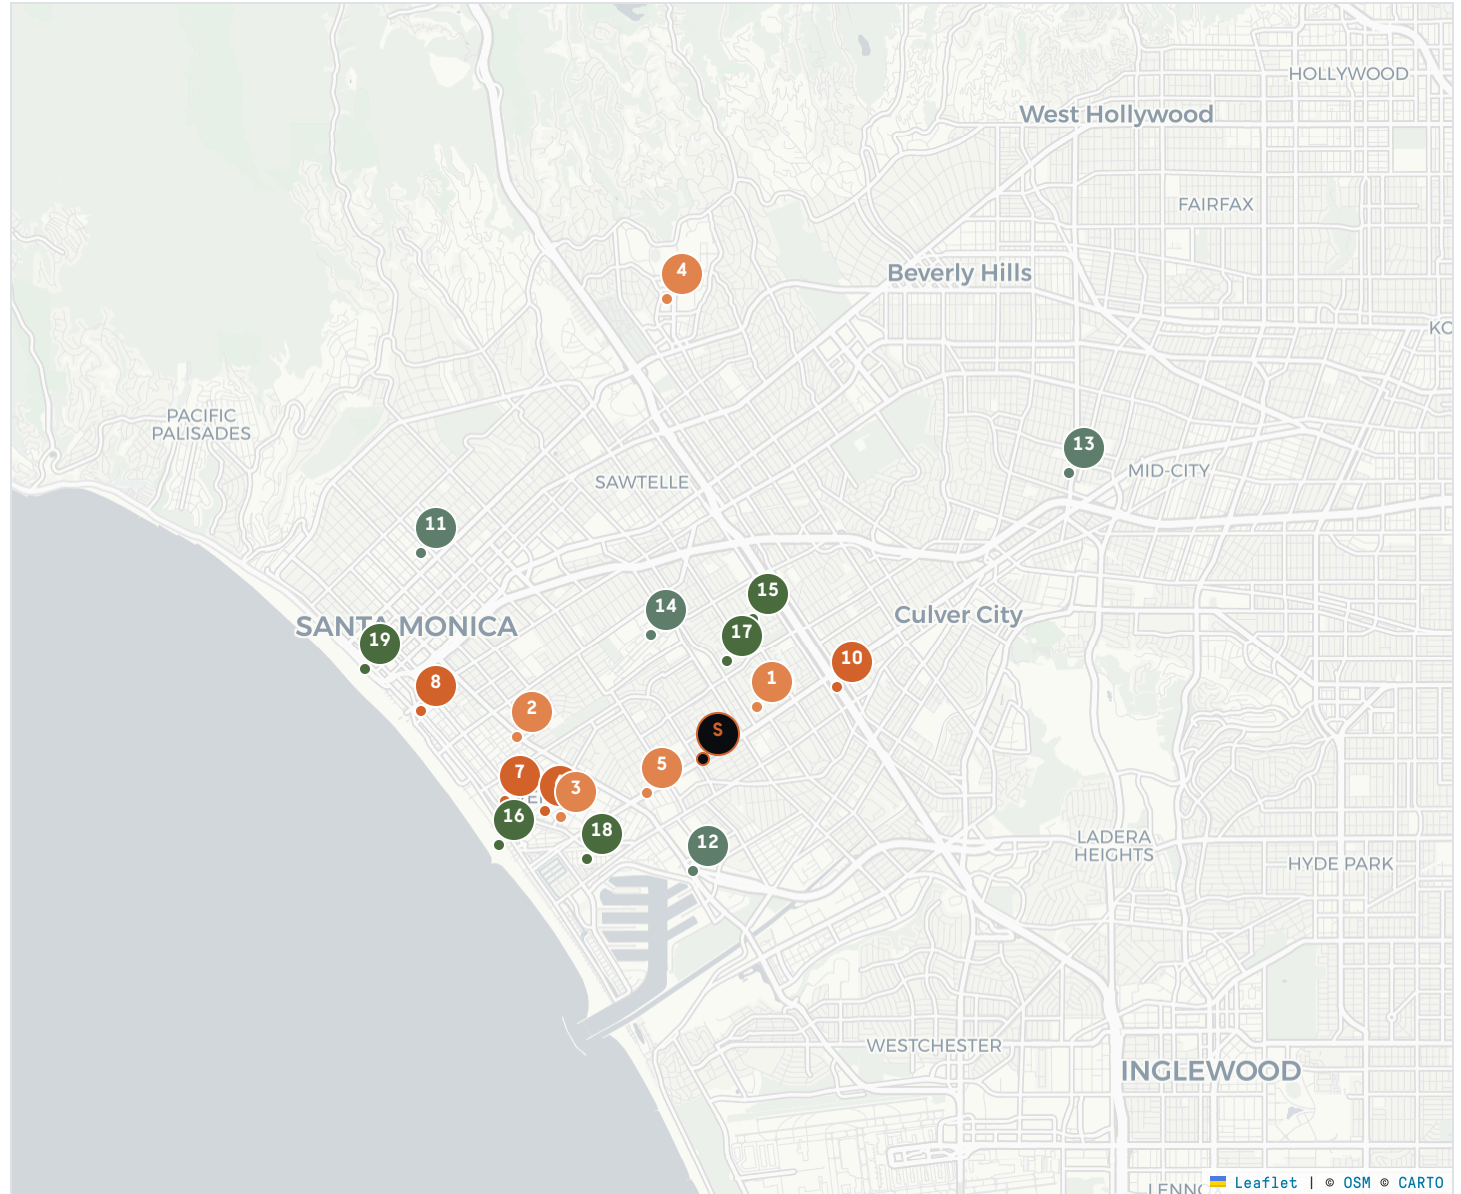 HOLLYWOOD
West Hollywood
FAIRFAX
Beverly Hills
4
KO
PACIFIC
PALISADES
13
MID-CITY
SAWTELLE
11
15
14
Culver City
SANTA MONICA
17
19
10
8
1
2
S
5
7
3
16
18
12
LADERA
HEIGHTS
HYDE PARK
WESTCHESTER
INGLEWOOD
Leaflet | © OSM © CARTO